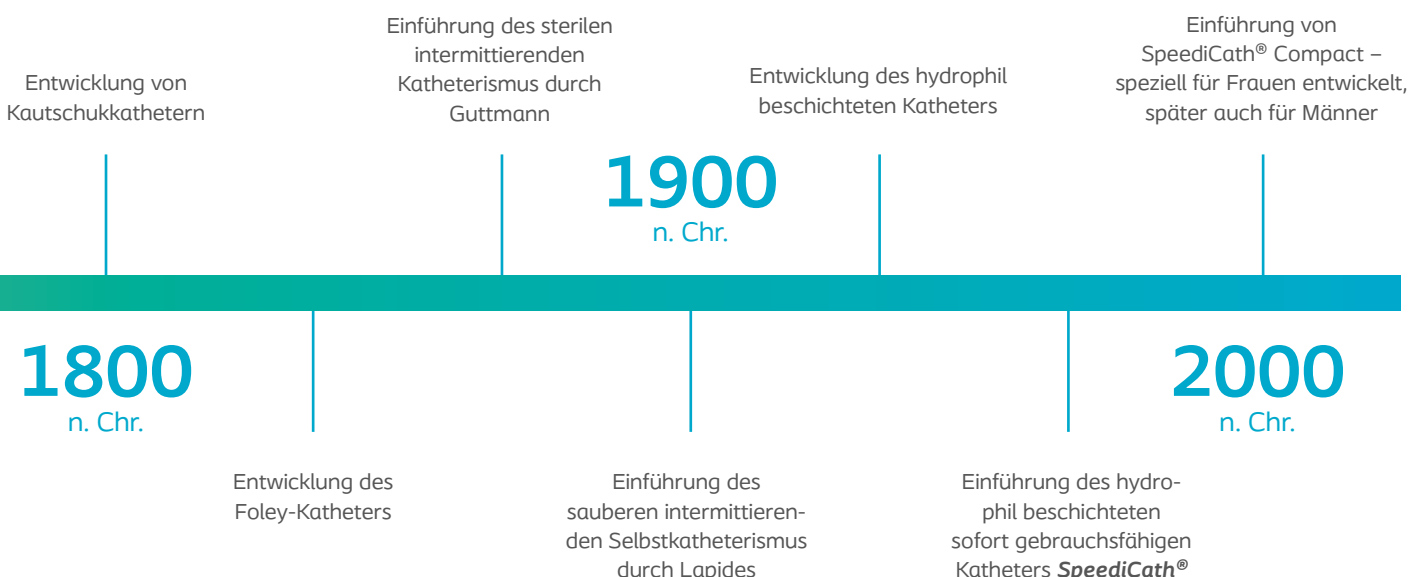 Entwicklung von
Kautschukkathetern
Einführung des sterilen
intermittierenden
Katheterismus durch
Guttmann
Entwicklung des hydrophil
beschichteten Katheters
Einführung von
SpeediCath® Compact –
speziell für Frauen entwickelt,
später auch für Männer
1900
n. Chr.
1800
n. Chr.
2000
n. Chr.
Entwicklung des
Foley-Katheters
Einführung des
sauberen intermittieren-
den Selbstkatheterismus
durch Lapides
Einführung des hydro-
phil beschichteten
sofort gebrauchsfähigen
Katheters SpeediCath®